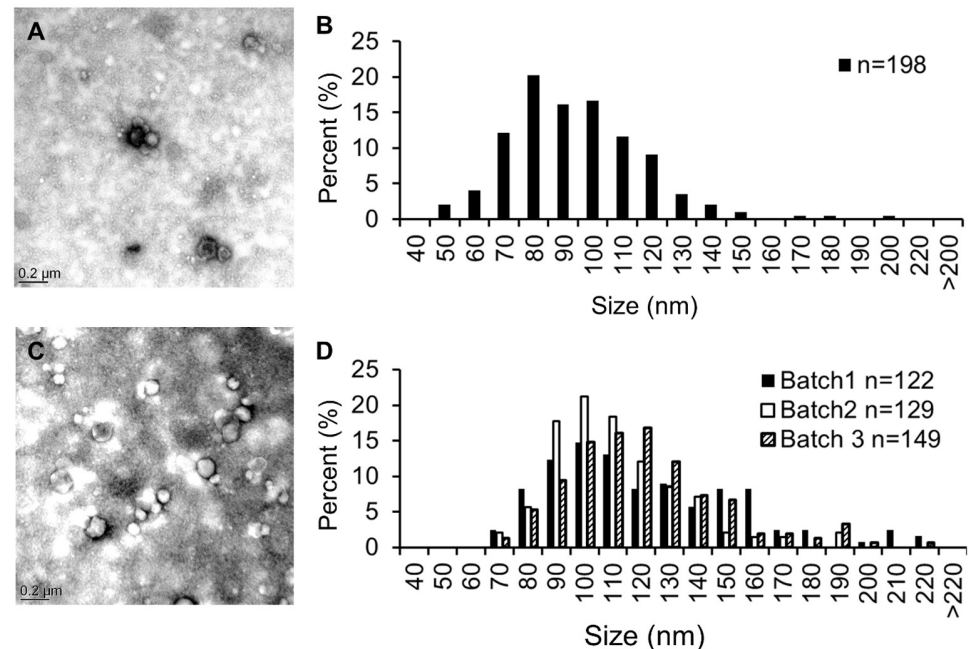 A
0.2 µm
B
Percent (%)
25
20
15
10
5
0
n=198
40 50 60 70 80 90 100 110 120 130 140 150 160 170 180 190 200 >200
Size (nm)
C
0.2 µm
D
Percent (%)
25
20
15
10
5
0
Batch1 n=122
Batch2 n=129
Batch 3 n=149
40 50 60 70 80 90 100 110 120 130 140 150 160 170 180 190 200 210 220 >220
Size (nm)